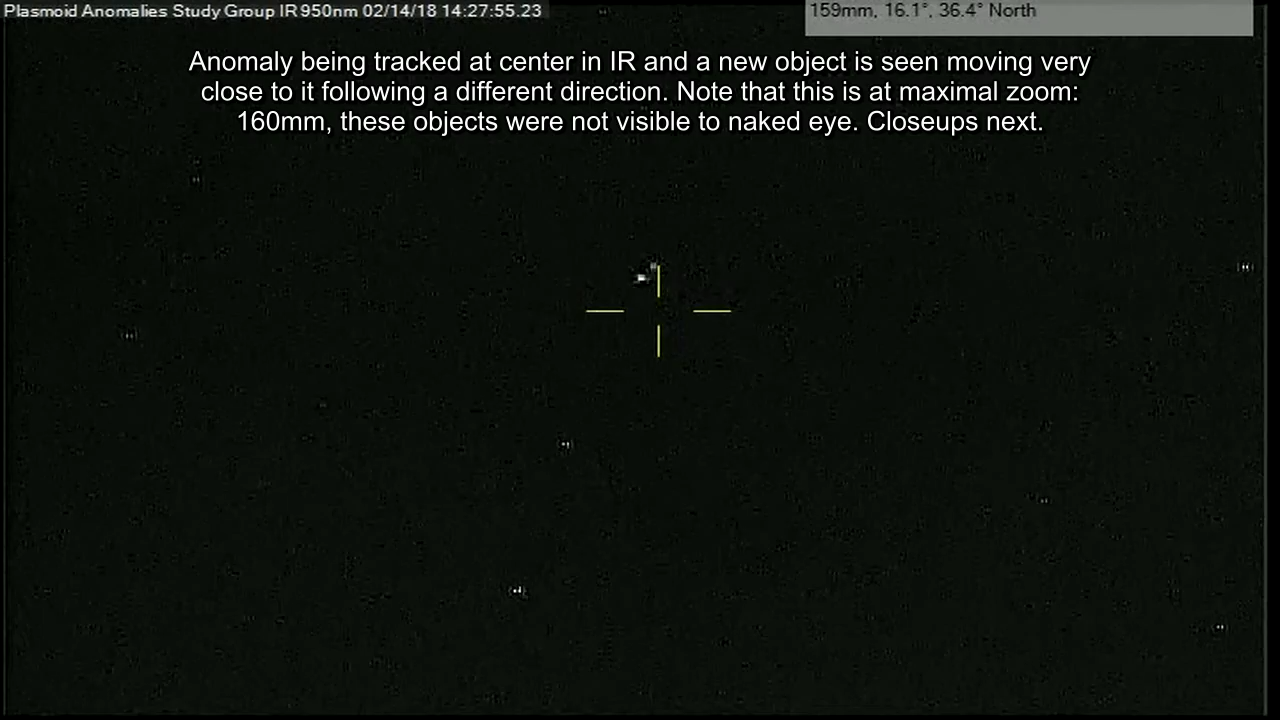 Plasmoid Anomalies Study Group IR 950nm 02/14/18 14:27:55.23
159mm, 16.1°, 36.4° North
Anomaly being tracked at center in IR and a new object is seen moving very
close to it following a different direction. Note that this is at maximal zoom:
160mm, these objects were not visible to naked eye. Closeups next.